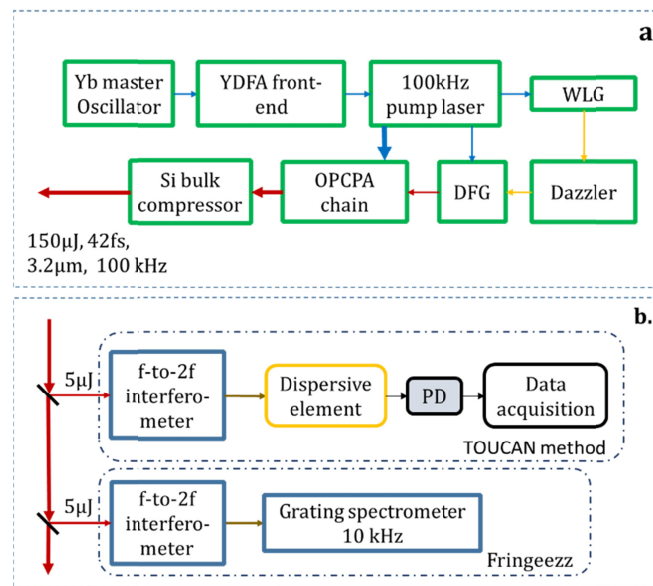 a
Yb master
Oscillator
YDFA front-
end
100kHz
pump laser
WLG
Si bulk
compressor
OPCPA
chain
DFG
Dazzler
150μJ, 42fs,
3.2μm, 100 kHz
b.
5μJ
f-to-2f
interfero-
meter
Dispersive
element
PD
Data
acquisition
TOUCAN method
5μJ
f-to-2f
interfero-
meter
Grating spectrometer
10 kHz
Fringeezz